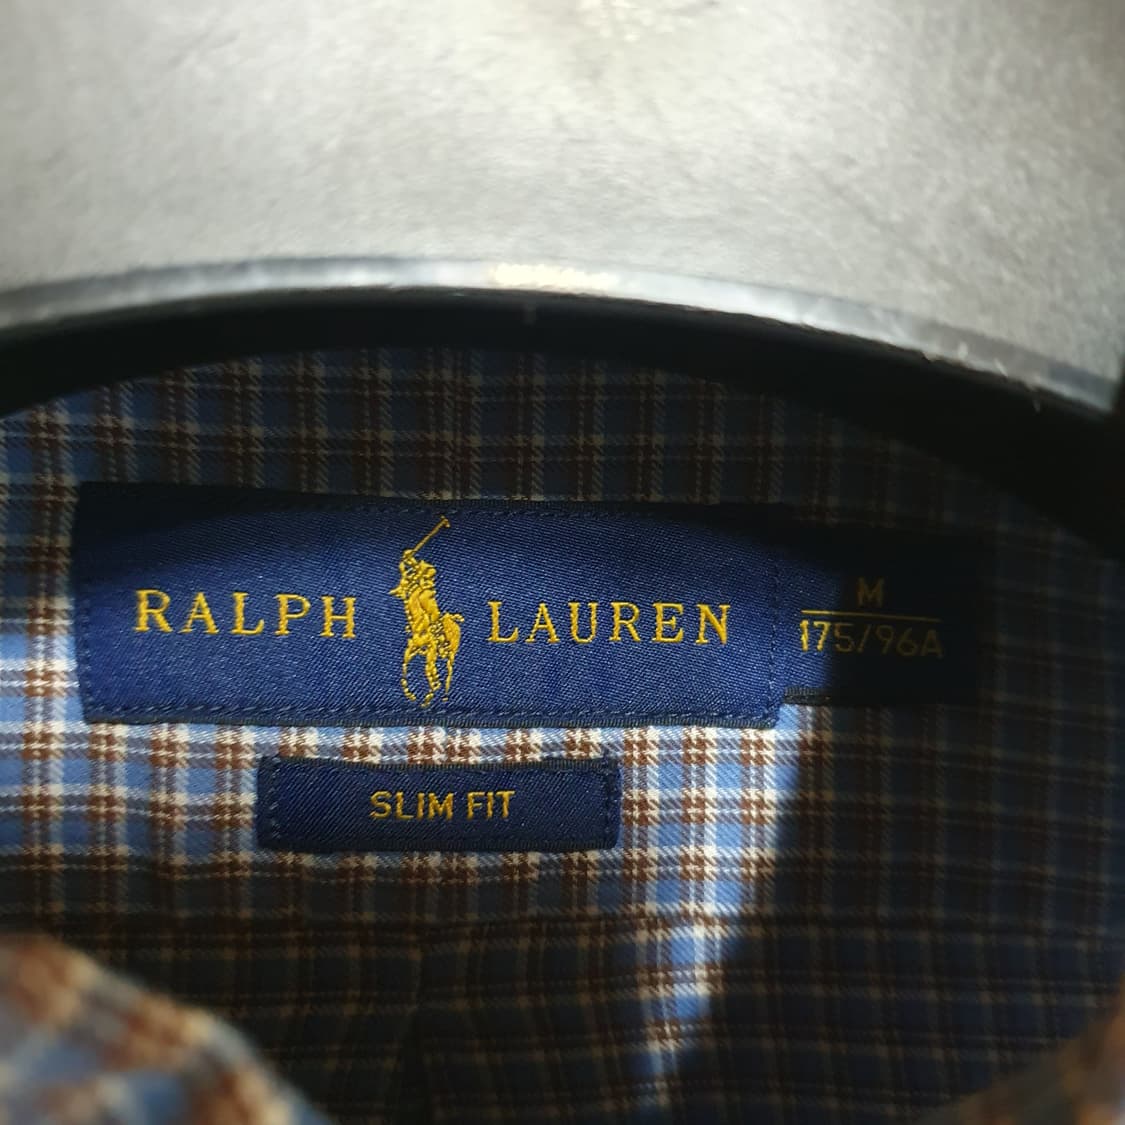 RALPH LAUREN
M
175/96A
SLIM FIT